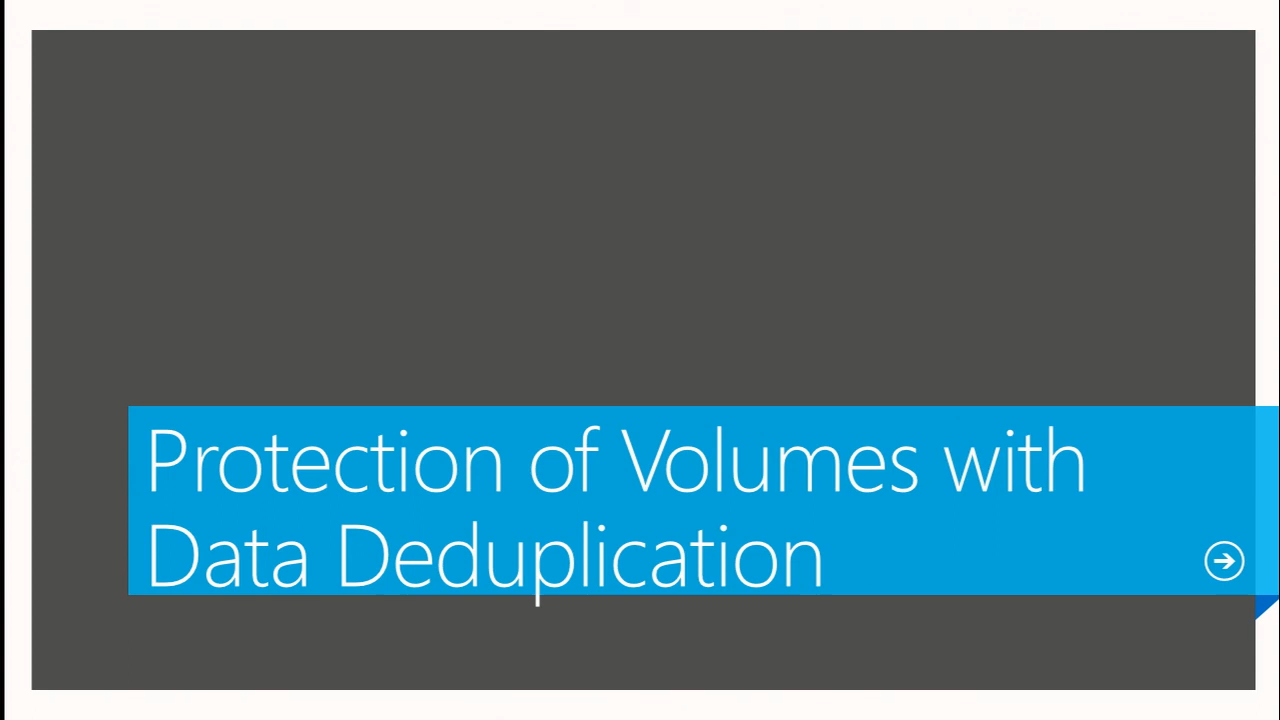 Protection of Volumes with
Data Deduplication